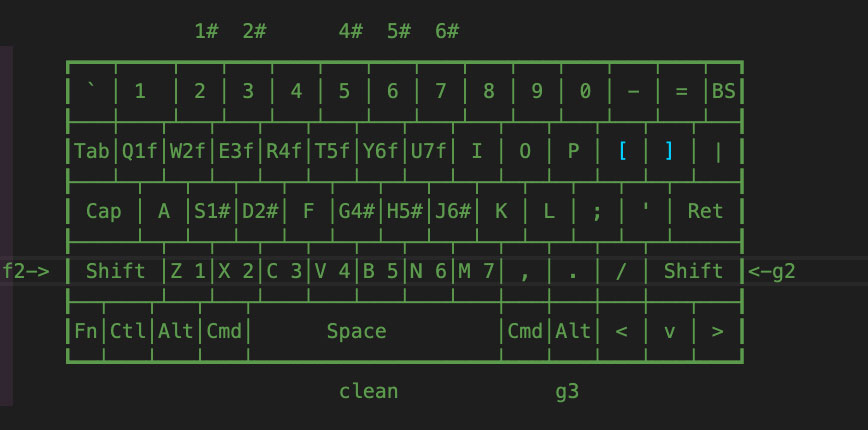 1# 2# 4# 5# 6#
` 1 2 3 4 5 6 7 8 9 0 - = BS
Tab Q1f W2f E3f R4f T5f Y6f U7f I O P [ ] |
Cap A S1# D2# F G4# H5# J6# K L ; ' Ret
f2-> Shift Z 1 X 2 C 3 V 4 B 5 N 6 M 7 , . / Shift <-g2
Fn Ctl Alt Cmd Space Cmd Alt < v >
clean g3